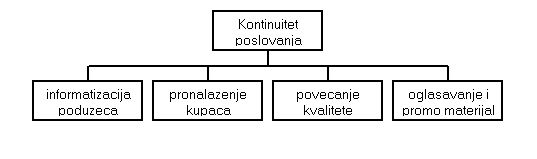 Kontinuitet
poslovanja
informatizacija
poduzeca
pronalazenje
kupaca
povecanje
kvalitete
oglasavanje i
promo materijal